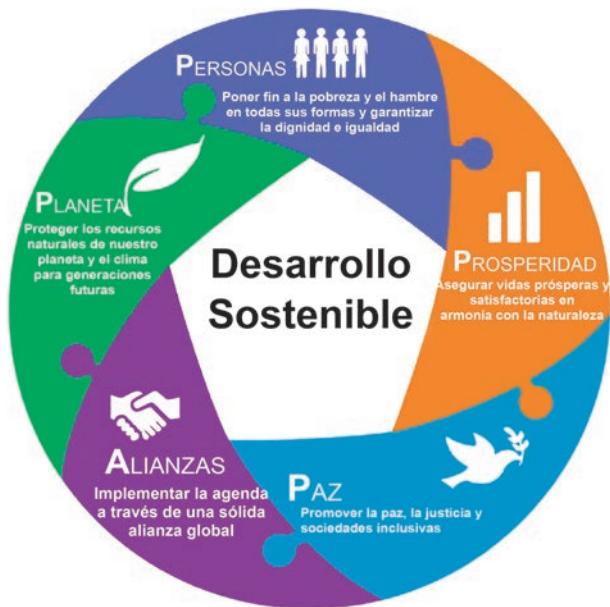 PERSONAS
Poner fin a la pobreza y el hambre
en todas sus formas y garantizar
la dignidad e igualdad
PROSPERIDAD
Asegurar vidas prósperas y
satisfactorias en
armonia con la naturaleza
PAZ
Promover la paz, la justicia y
sociedades inclusivas
ALIANZAS
Implementar la agenda
a través de una sólida
alianza global
PLANETA
Proteger los recursos
naturales de nuestro
planeta y el clima
para generaciones
futuras
Desarrollo
Sostenible